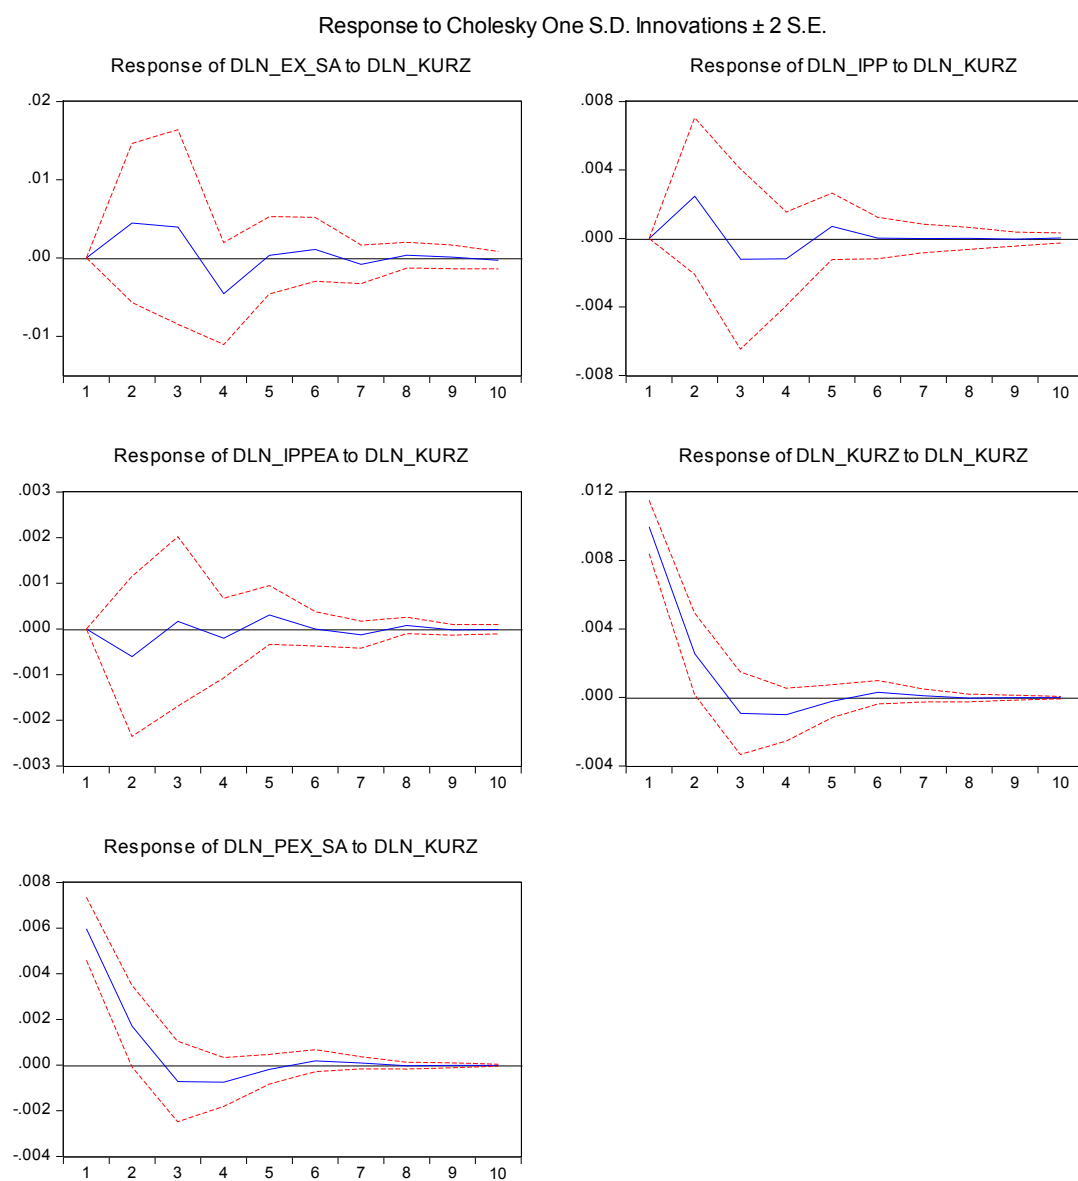 Response to Cholesky One S.D. Innovations ± 2 S.E.
Response of DLN_EX_SA to DLN_KURZ
.02
.01
.00
-.01
1 2 3 4 5 6 7 8 9 10
Response of DLN_IPP to DLN_KURZ
.008
.004
.000
-.004
-.008
1 2 3 4 5 6 7 8 9 10
Response of DLN_IPPEA to DLN_KURZ
.003
.002
.001
.000
-.001
-.002
-.003
1 2 3 4 5 6 7 8 9 10
Response of DLN_KURZ to DLN_KURZ
.012
.008
.004
.000
-.004
1 2 3 4 5 6 7 8 9 10
Response of DLN_PEX_SA to DLN_KURZ
.008
.006
.004
.002
.000
-.002
-.004
1 2 3 4 5 6 7 8 9 10